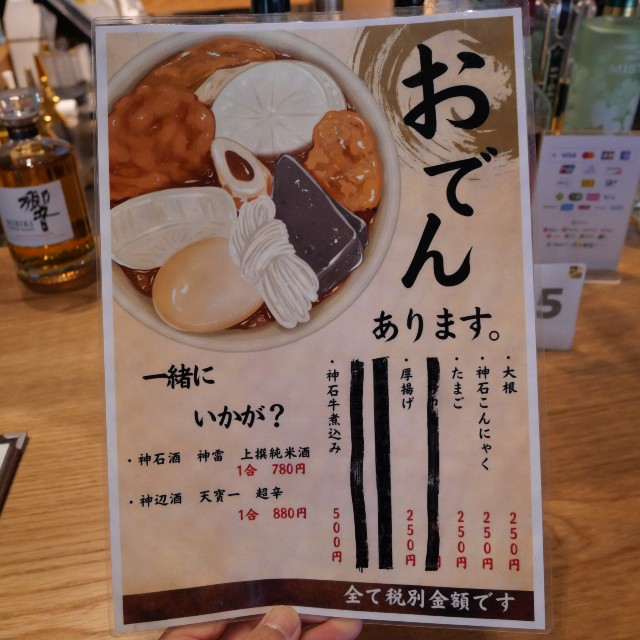 おでん
あります。
・大根 250円
・神石こんにゃく 250円
・たまご 250円
・厚揚げ 250円
・神石牛煮込み 500円
一緒に
いかが？
・神石酒 神雷 上撰純米酒
1合 780円
・神辺酒 天寶一 超辛
1合 880円
全て税別金額です
響
VISA
5